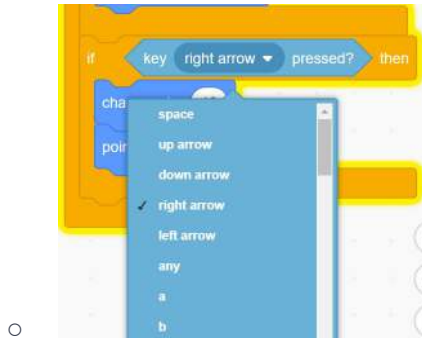 if key right arrow pressed? then
cha
poin
space
up arrow
down arrow
right arrow
left arrow
any
a
b